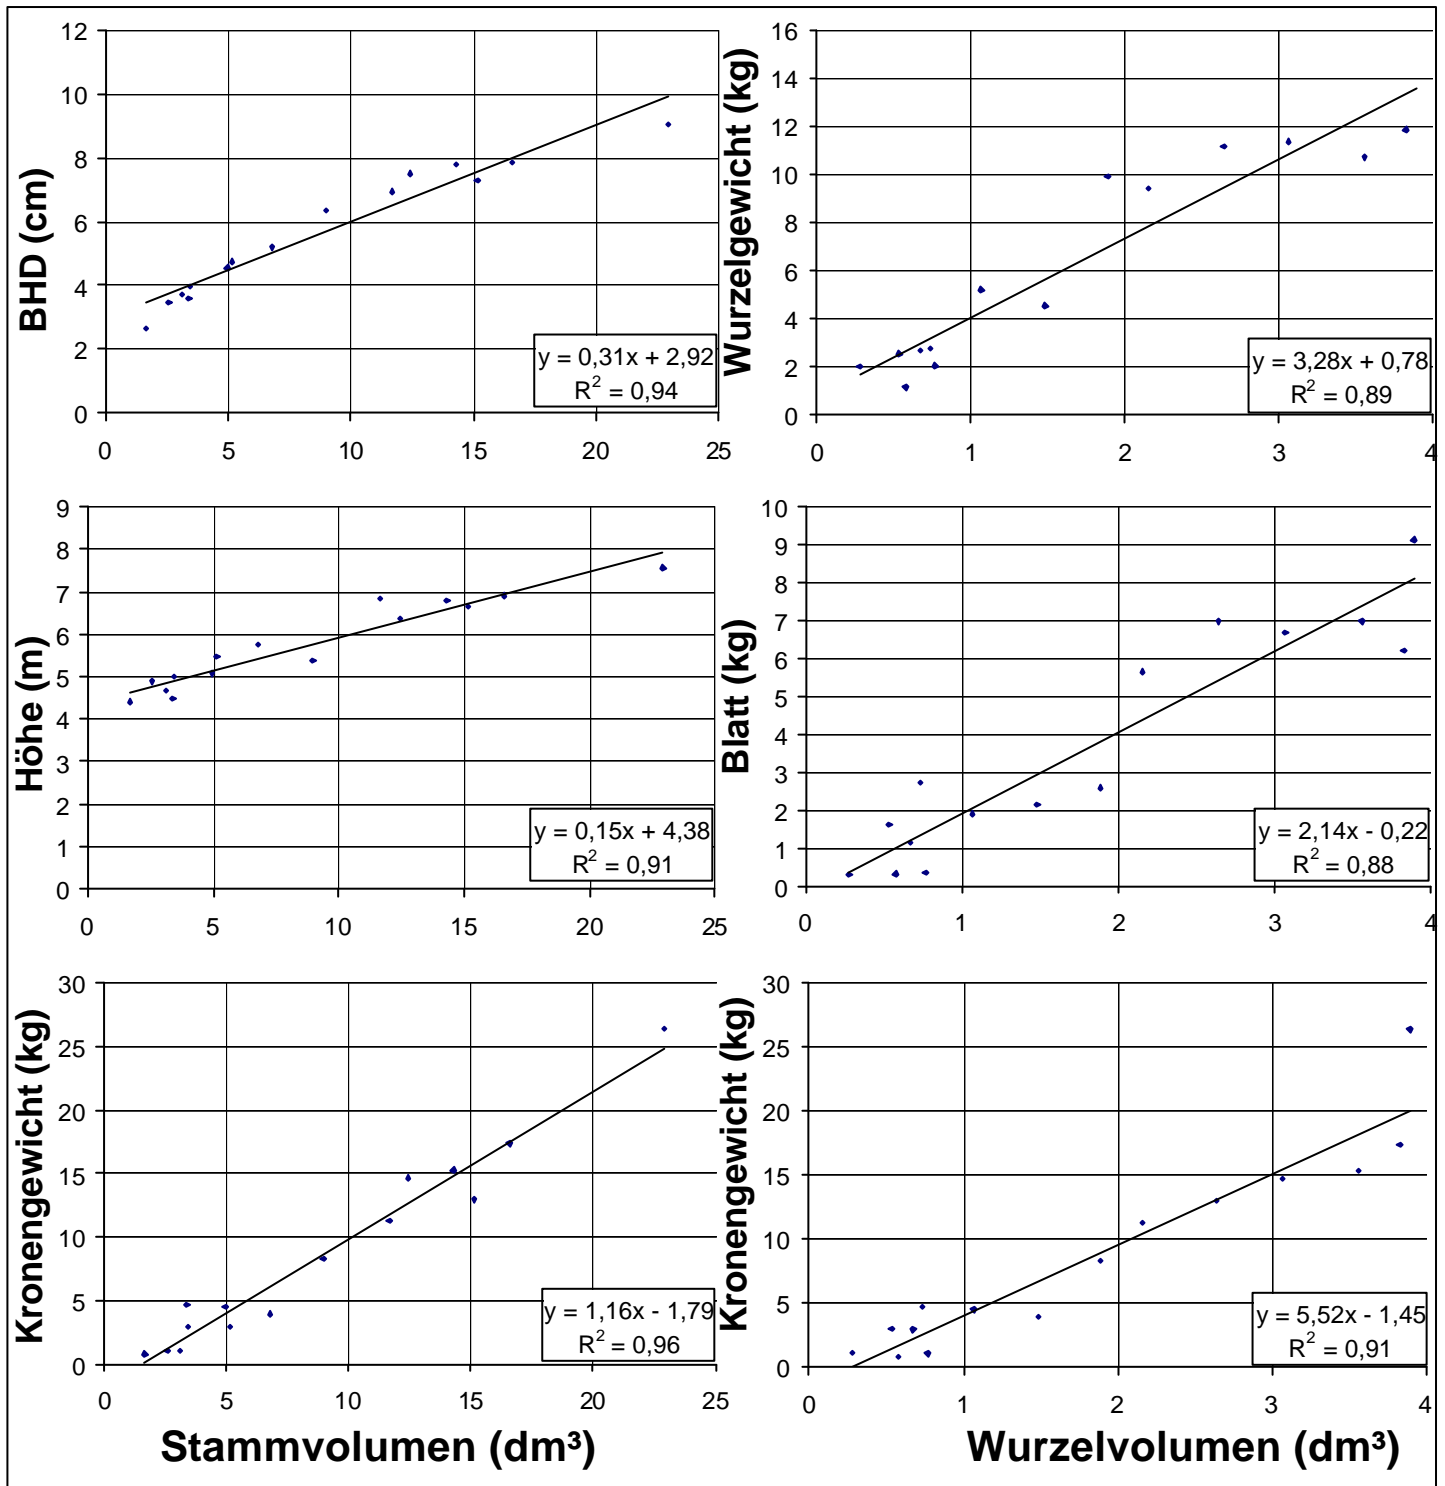 12
10
8
6
4
2
0
BHD (cm)
y = 0,31x + 2,92
R² = 0,94
0 5 10 15 20 25
16
14
12
10
8
6
4
2
0
Wurzelgewicht (kg)
y = 3,28x + 0,78
R² = 0,89
0 1 2 3 4
9
8
7
6
5
4
3
2
1
0
Höhe (m)
y = 0,15x + 4,38
R² = 0,91
0 5 10 15 20 25
10
9
8
7
6
5
4
3
2
1
0
Blatt (kg)
y = 2,14x - 0,22
R² = 0,88
0 1 2 3 4
30
25
20
15
10
5
0
Kronengewicht (kg)
y = 1,16x - 1,79
R² = 0,96
0 5 10 15 20 25
Stammvolumen (dm³)
30
25
20
15
10
5
0
Kronengewicht (kg)
y = 5,52x - 1,45
R² = 0,91
0 1 2 3 4
Wurzelvolumen (dm³)